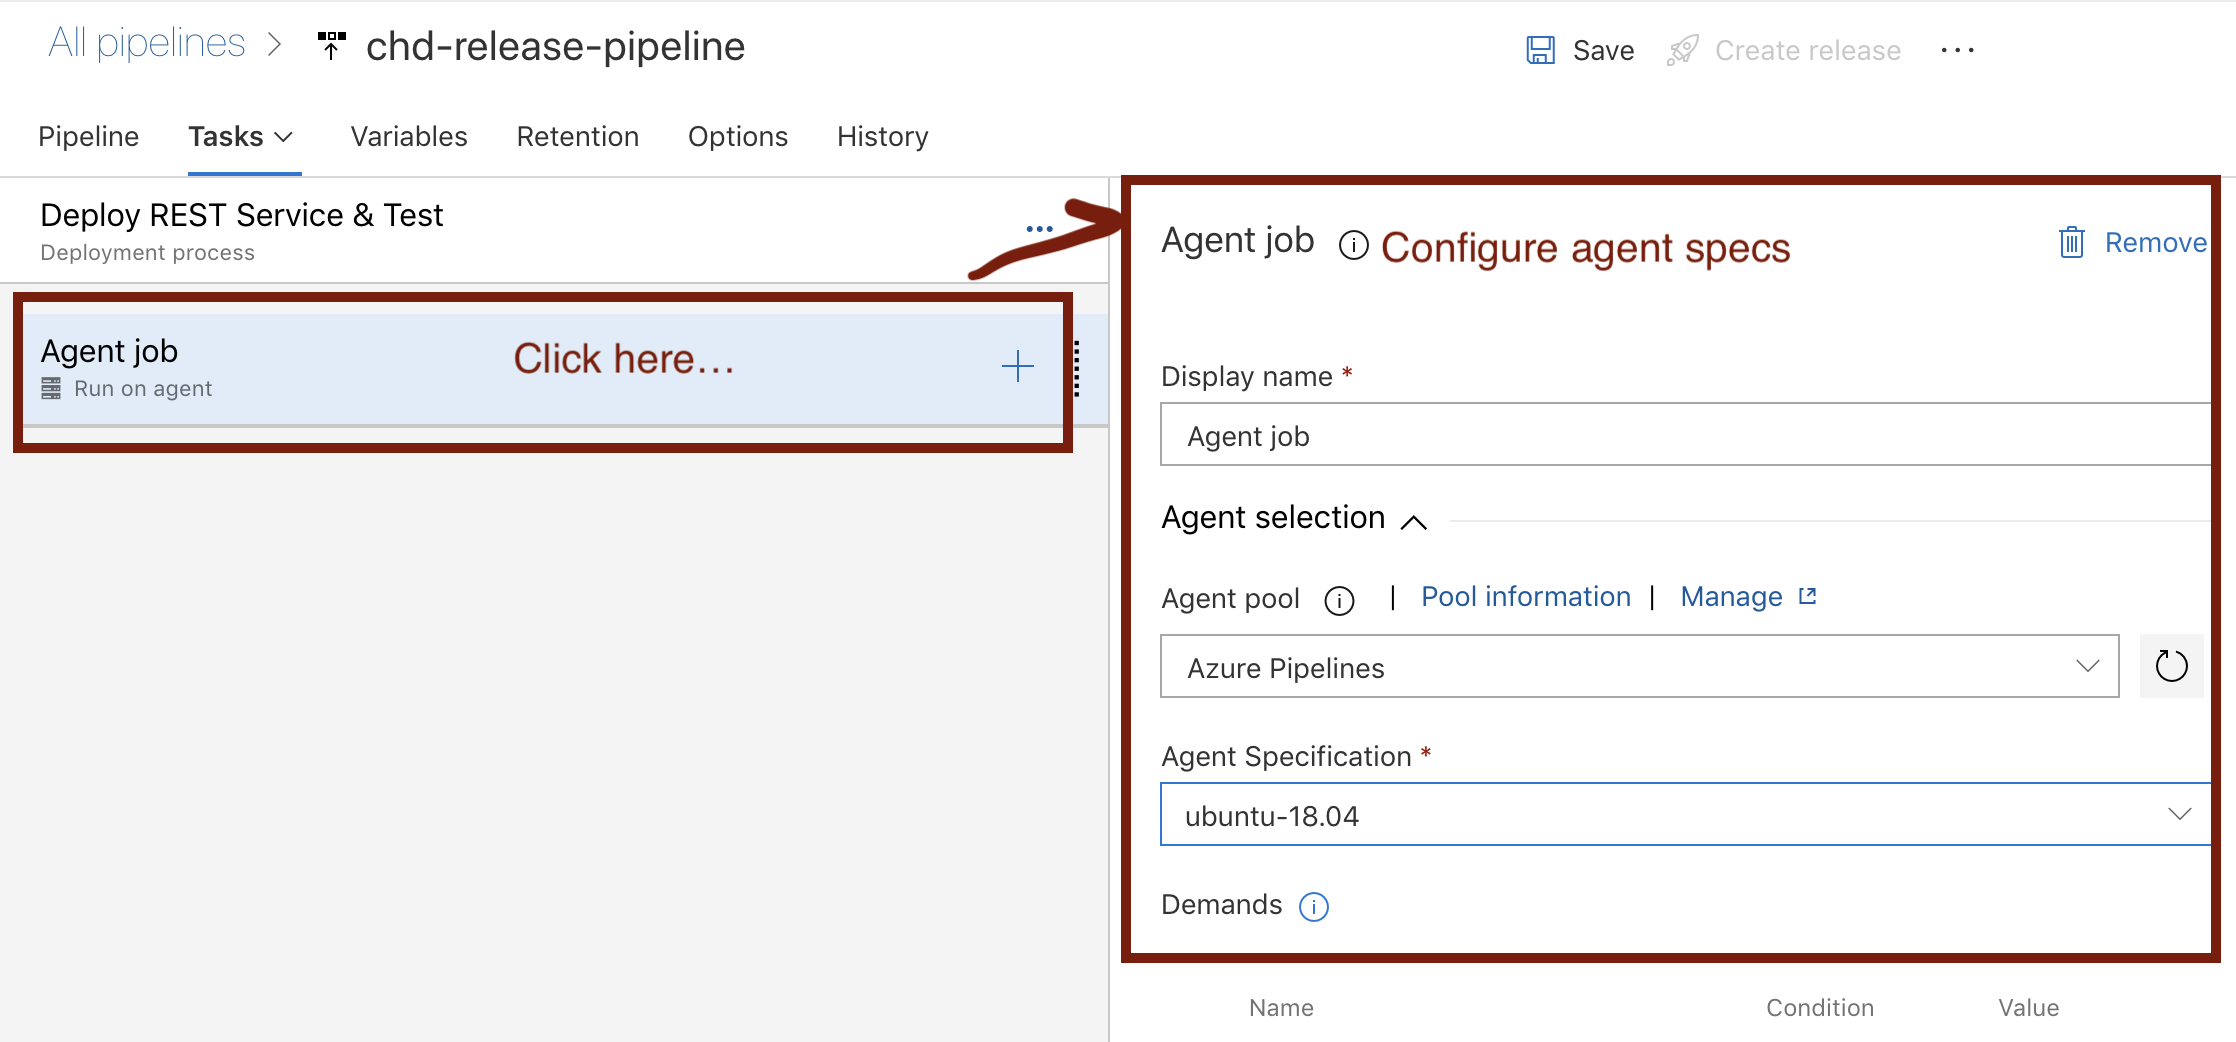 All pipelines > chd-release-pipeline
Save Create release ...
Pipeline Tasks Variables Retention Options History
Deploy REST Service & Test
Deployment process
Agent job
Run on agent
Click here...
Agent job Configure agent specs Remove
Display name *
Agent job
Agent selection
Agent pool | Pool information | Manage
Azure Pipelines
Agent Specification *
ubuntu-18.04
Demands
Name Condition Value